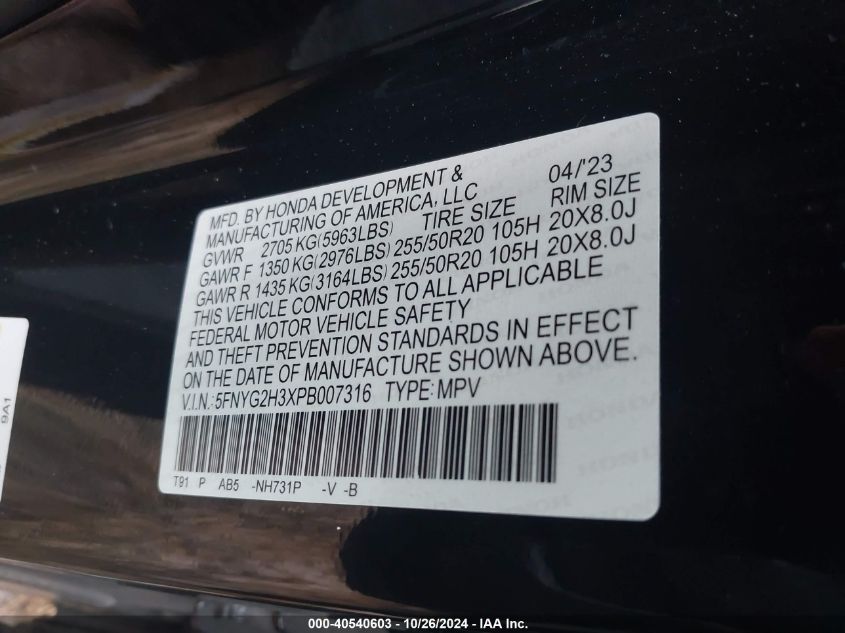 MFD. BY HONDA DEVELOPMENT & 04/'23
MANUFACTURING OF AMERICA, LLC
GVWR 2705 KG(5963LBS) TIRE SIZE RIM SIZE
GAWR F 1350 KG(2976LBS) 255/50R20 105H 20X8.0J
GAWR R 1435 KG(3164LBS) 255/50R20 105H 20X8.0J
THIS VEHICLE CONFORMS TO ALL APPLICABLE
FEDERAL MOTOR VEHICLE SAFETY
AND THEFT PREVENTION STANDARDS IN EFFECT
ON THE DATE OF MANUFACTURE SHOWN ABOVE.
V.I.N.:5FNYG2H3XPB007316 TYPE:MPV
T91 P AB5 -NH731P -V -B
9A1
000-40540603 - 10/26/2024 - IAA Inc.